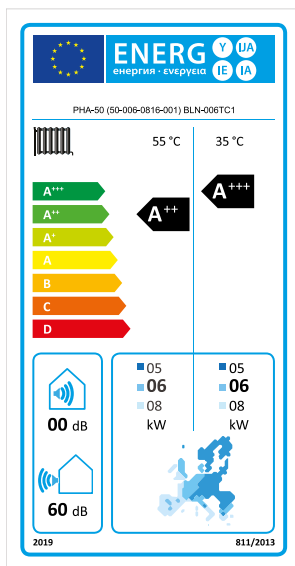 ENERG Y IJA
енергия · ενεργεια IE IA
PHA-50 (50-006-0816-001) BLN-006TC1
55 °C 35 °C
A+++ A+++
A++ A++
A+
A
B
C
D
05 05
06 06
08 08
kW kW
00 dB
60 dB
2019 811/2013